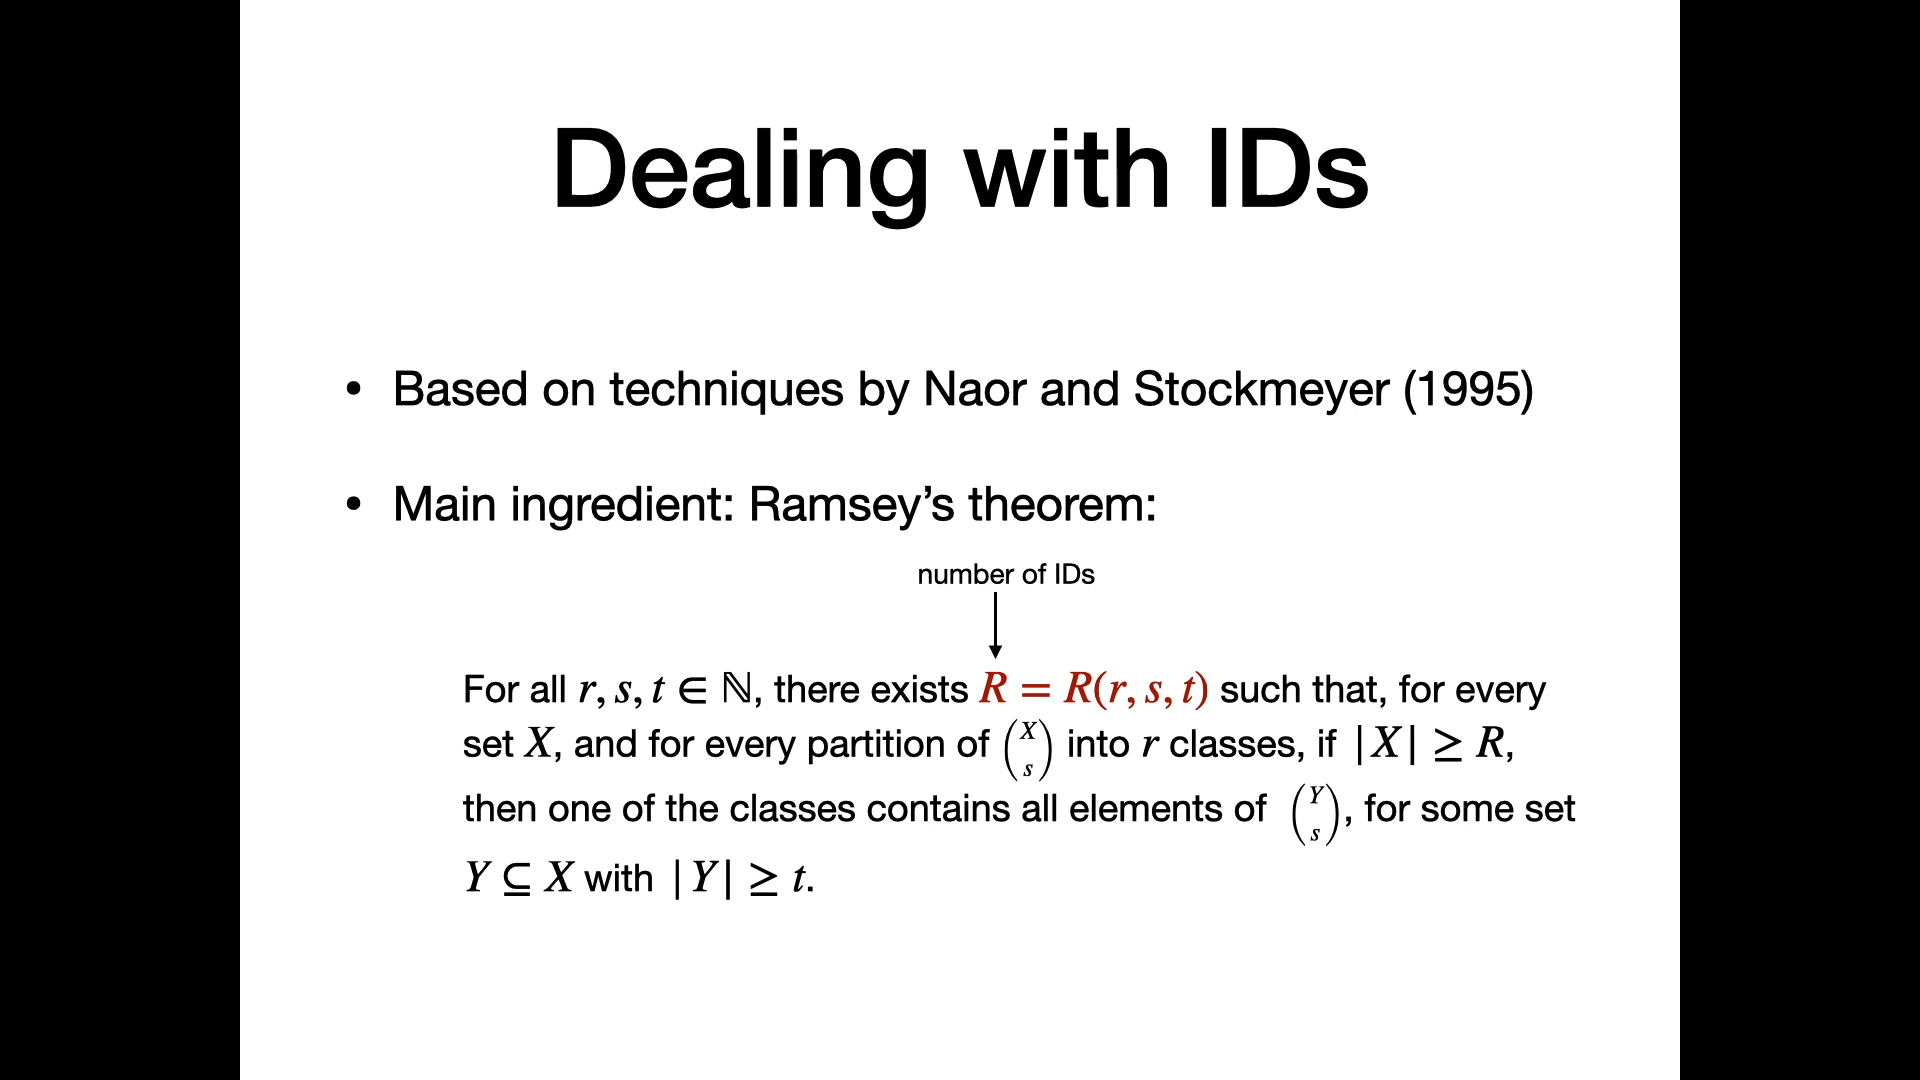 Dealing with IDs
• Based on techniques by Naor and Stockmeyer (1995)
• Main ingredient: Ramsey’s theorem:
number of IDs
For all r, s, t ∈ ℕ, there exists R = R(r, s, t) such that, for every
set X, and for every partition of (X s) into r classes, if |X| ≥ R,
then one of the classes contains all elements of (Y s), for some set
Y ⊆ X with |Y| ≥ t.